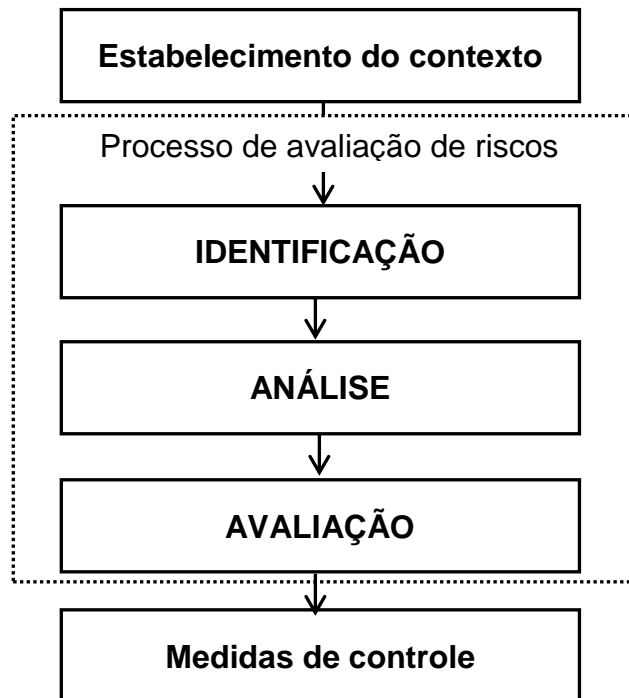 Estabelecimento do contexto
Processo de avaliação de riscos
IDENTIFICAÇÃO
ANÁLISE
AVALIAÇÃO
Medidas de controle